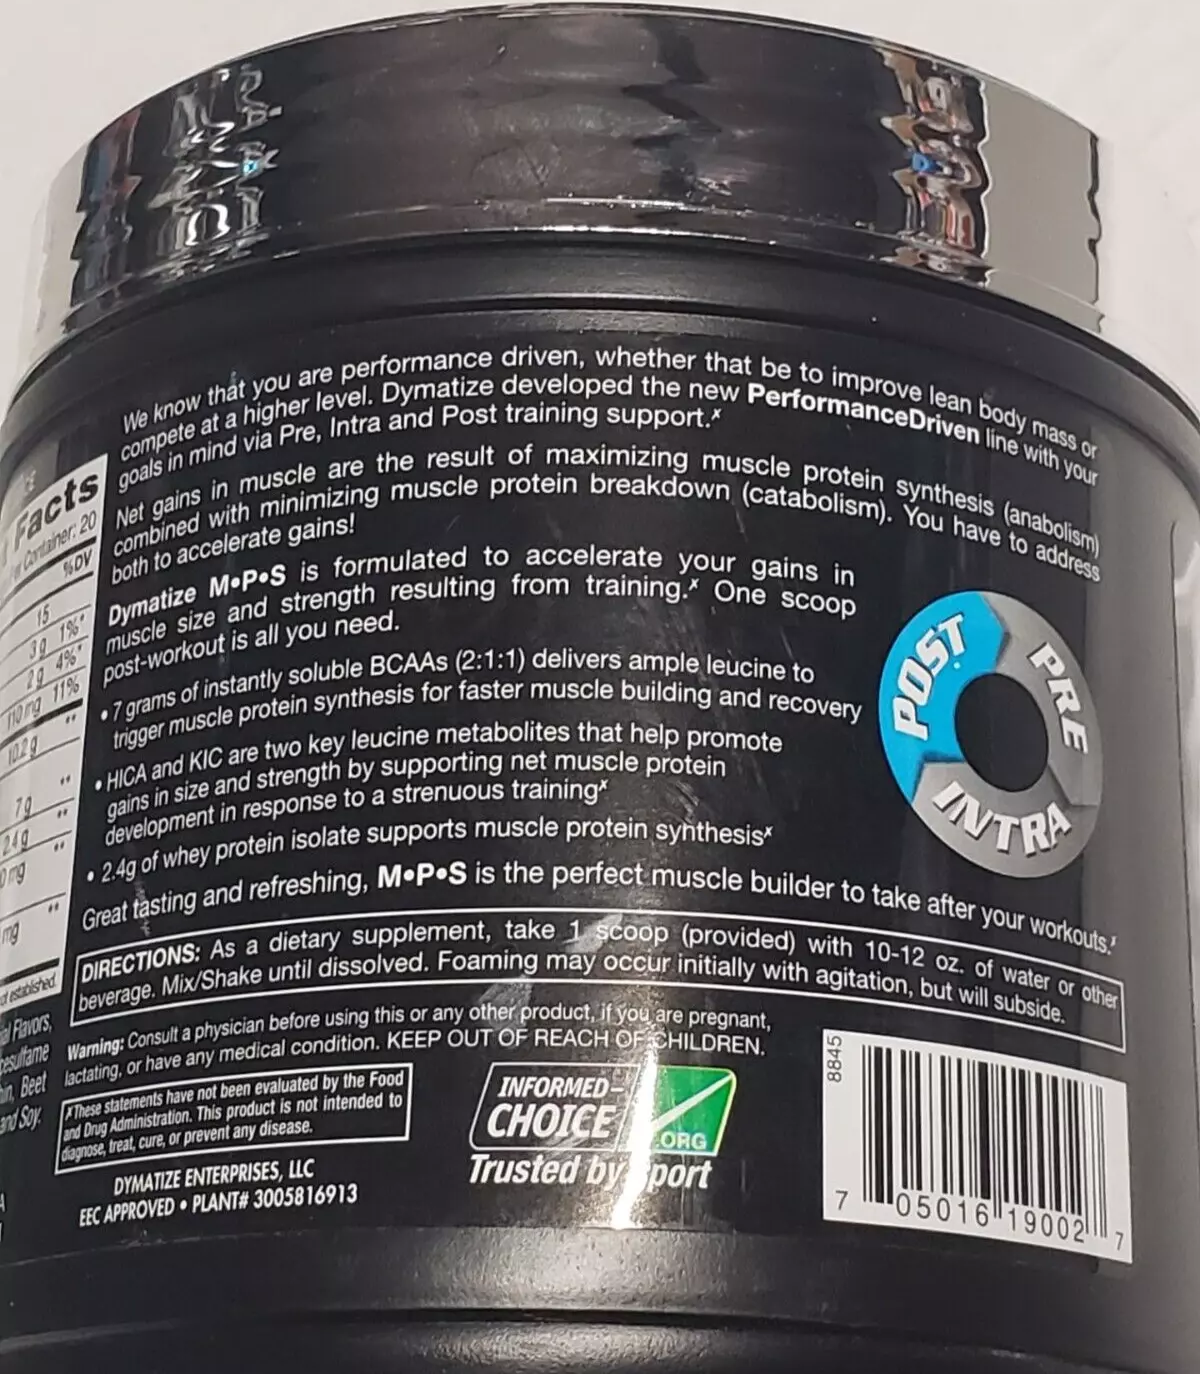 We know that you are performance driven, whether that be to improve lean body mass or
compete at a higher level. Dymatize developed the new PerformanceDriven line with your
goals in mind via Pre, Intra and Post training support.ˣ
Net gains in muscle are the result of maximizing muscle protein synthesis (anabolism)
combined with minimizing muscle protein breakdown (catabolism). You have to address
both to accelerate gains!
Dymatize M•P•S is formulated to accelerate your gains in
muscle size and strength resulting from training.ˣ One scoop
post-workout is all you need.
• 7 grams of instantly soluble BCAAs (2:1:1) delivers ample leucine to
trigger muscle protein synthesis for faster muscle building and recovery
• HICA and KIC are two key leucine metabolites that help promote
gains in size and strength by supporting net muscle protein
development in response to a strenuous trainingˣ
• 2.4g of whey protein isolate supports muscle protein synthesisˣ
Great tasting and refreshing, M•P•S is the perfect muscle builder to take after your workouts.ˣ
POST
PRE
INTRA
DIRECTIONS: As a dietary supplement, take 1 scoop (provided) with 10-12 oz. of water or other
beverage. Mix/Shake until dissolved. Foaming may occur initially with agitation, but will subside.
Warning: Consult a physician before using this or any other product, if you are pregnant,
lactating, or have any medical condition. KEEP OUT OF REACH OF CHILDREN.
ˣThese statements have not been evaluated by the Food
and Drug Administration. This product is not intended to
diagnose, treat, cure, or prevent any disease.
DYMATIZE ENTERPRISES, LLC
EEC APPROVED • PLANT# 3005816913
INFORMED-
CHOICE
.ORG
Trusted by Sport
8845
7 05016 19002 7
Facts
Container: 20
%DV
15
3g 1%*
2g 4%*
110mg 11%
10.2g **
**
7g **
2.4g **
mg
mg **
established.
Flavors,
Beet
and Soy.